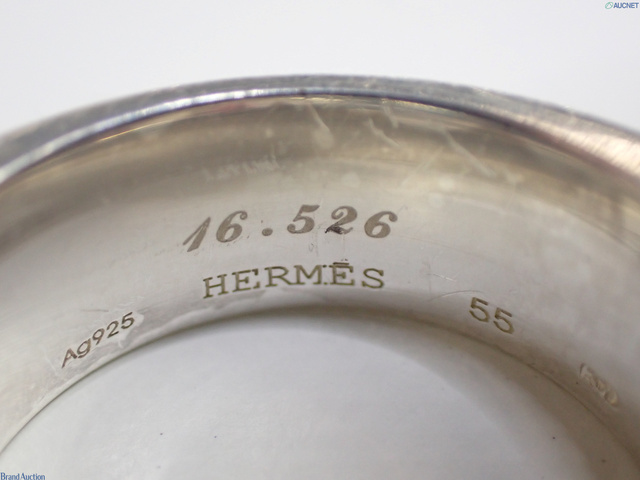 AUCNET
16.526
HERMĒS
Ag925
55
Brand Auction